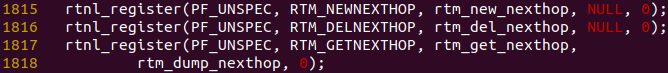 1815 rtnl_register(PF_UNSPEC, RTM_NEWNEXTHOP, rtm_new_nexthop, NULL, 0);
1816 rtnl_register(PF_UNSPEC, RTM_DELNEXTHOP, rtm_del_nexthop, NULL, 0);
1817 rtnl_register(PF_UNSPEC, RTM_GETNEXTHOP, rtm_get_nexthop,
1818 rtm_dump_nexthop, 0);